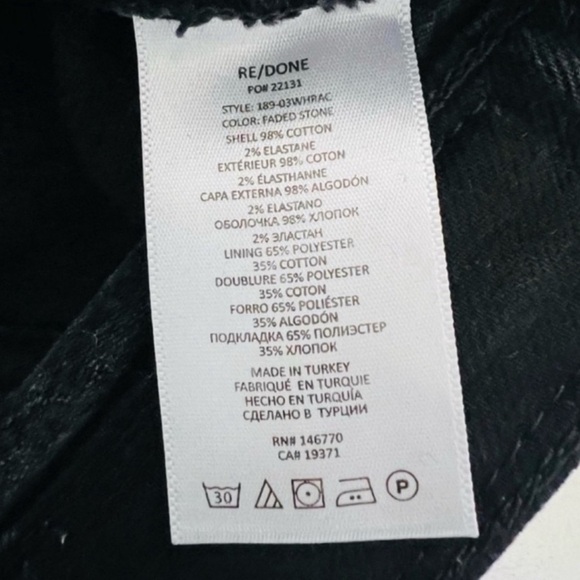 RE/DONE
PO# 22131
STYLE: 189-03WHRAC
COLOR: FADED STONE
SHELL 98% COTTON
2% ELASTANE
EXTÉRIEUR 98% COTON
2% ÉLASTHANNE
CAPA EXTERNA 98% ALGODÓN
2% ELASTANO
ОБОЛОЧКА 98% ХЛОПОК
2% ЭЛАСТАН
LINING 65% POLYESTER
35% COTTON
DOUBLURE 65% POLYESTER
35% COTON
FORRO 65% POLIÉSTER
35% ALGODÓN
ПОДКЛАДКА 65% ПОЛИЭСТЕР
35% ХЛОПОК
MADE IN TURKEY
FABRIQUÉ EN TURQUIE
HECHO EN TURQUÍA
СДЕЛАНО В ТУРЦИИ
RN# 146770
CA# 19371
30 P